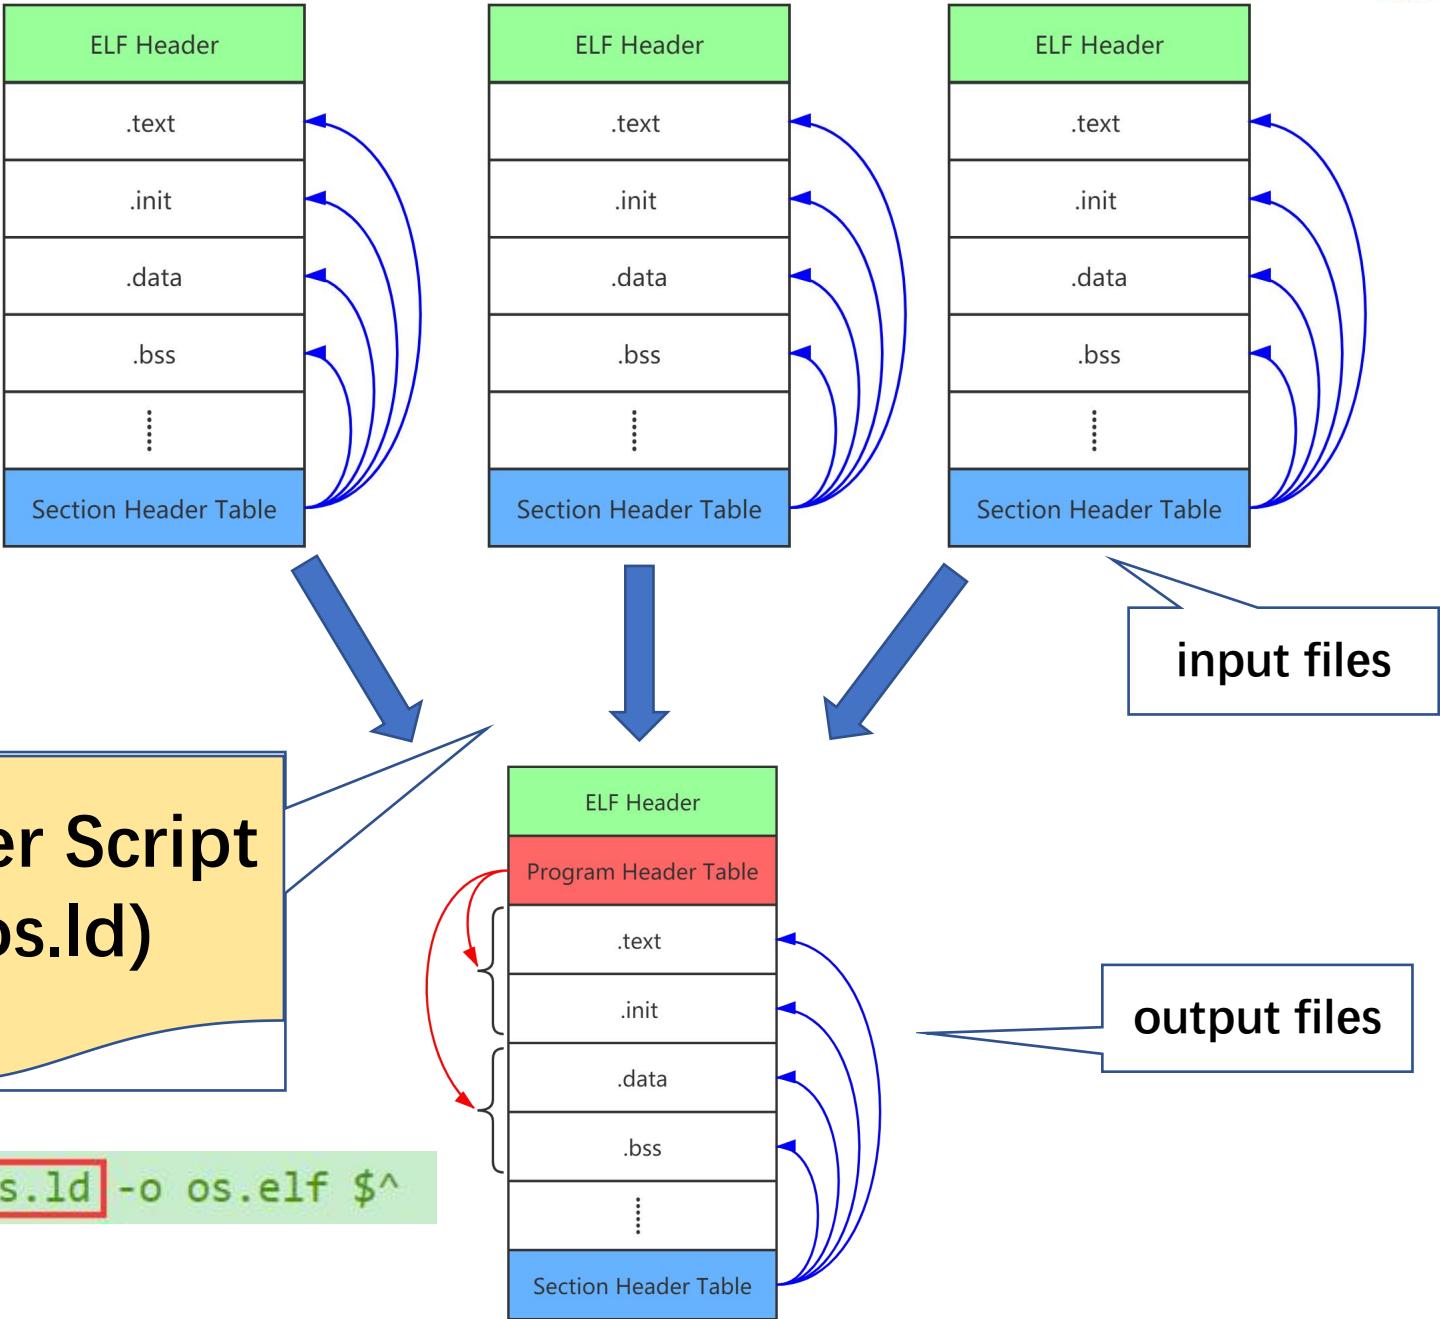 ELF Header
.text
.init
.data
.bss
Section Header Table
ELF Header
.text
.init
.data
.bss
Section Header Table
ELF Header
.text
.init
.data
.bss
Section Header Table
input files
er Script
os.ld)
ELF Header
Program Header Table
.text
.init
.data
.bss
Section Header Table
output files
s.ld -o os.elf $^